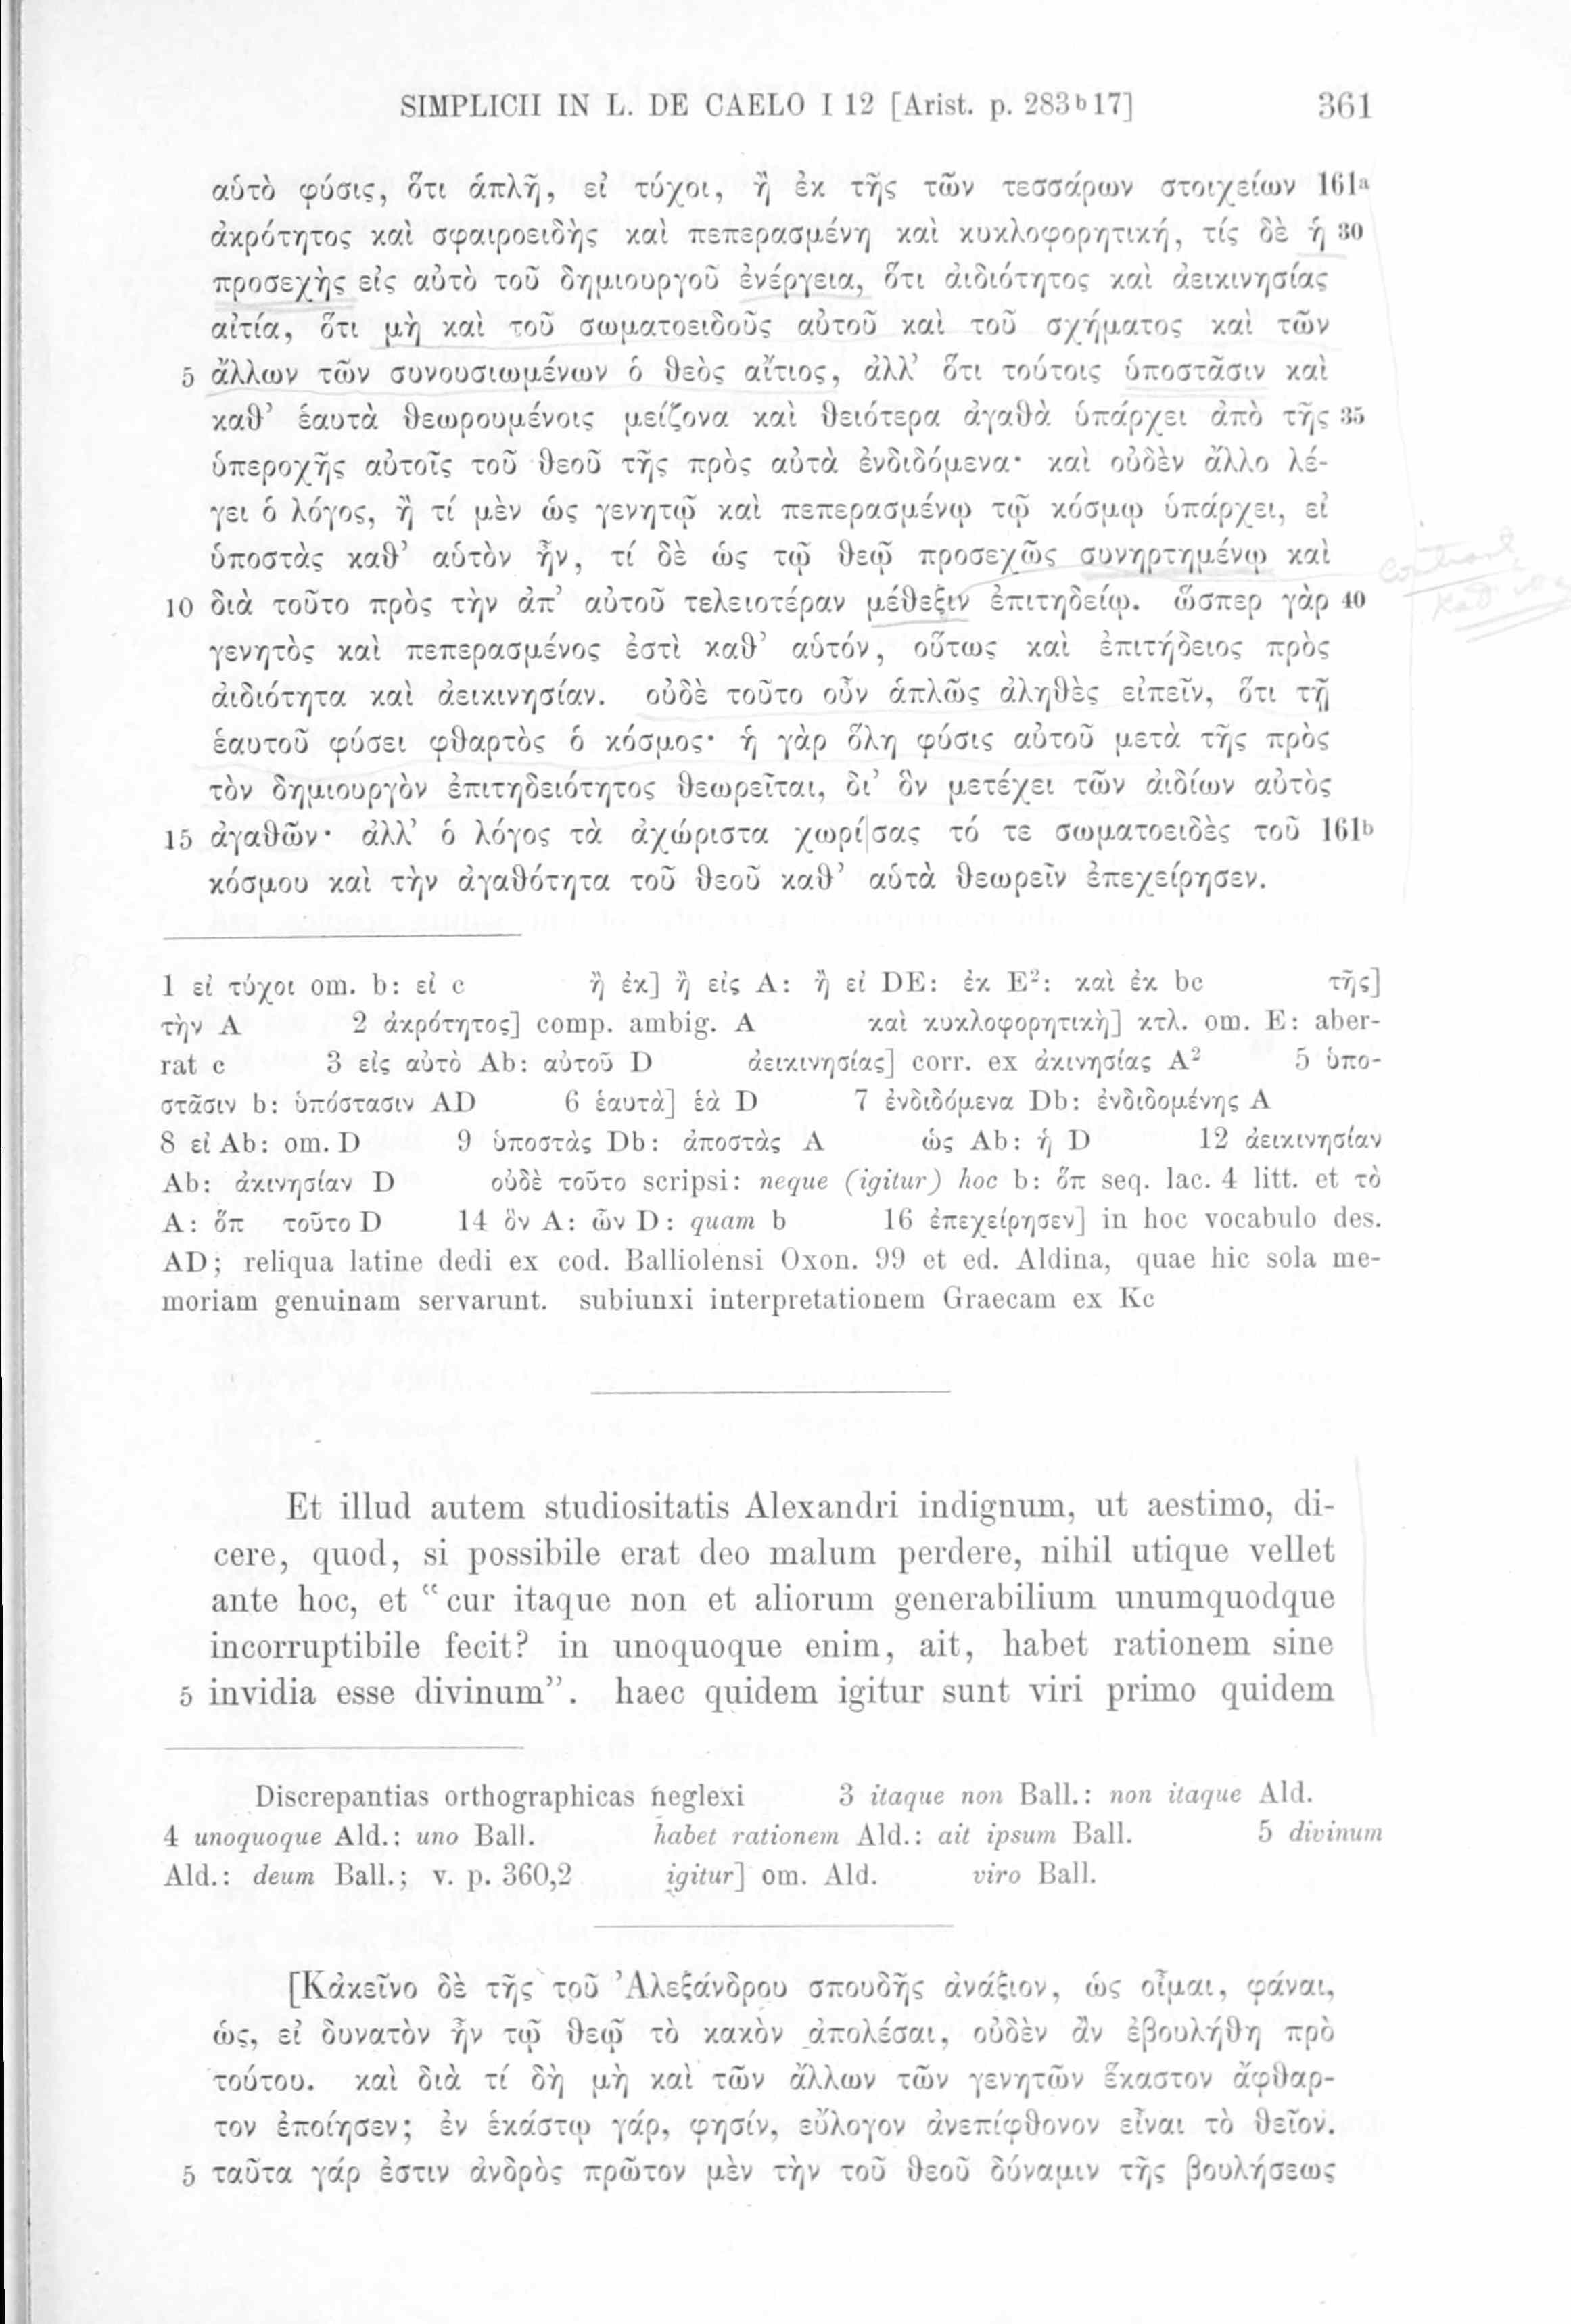 SIMPLICII IN L. DE CAELO I 12 [Arist. p. 283b17] 361
αὑτὸ φύσις, ὅτι ἁπλῆ, εἰ τύχοι, ἢ ἐκ τῆς τῶν τεσσάρων στοιχείων 161a
ἀκρότητος καὶ σφαιροειδὴς καὶ πεπερασμένη καὶ κυκλοφορητική, τίς δὲ ἡ 30
προσεχὴς εἰς αὐτὸ τοῦ δημιουργοῦ ἐνέργεια, ὅτι ἀιδιότητος καὶ ἀεικινησίας
αἰτία, ὅτι μὴ καὶ τοῦ σωματοειδοῦς αὐτοῦ καὶ τοῦ σχήματος καὶ τῶν
5 ἄλλων τῶν συνουσιωμένων ὁ θεὸς αἴτιος, ἀλλ’ ὅτι τούτοις ὑποστᾶσιν καὶ
καθ’ ἑαυτὰ θεωρουμένοις μείζονα καὶ θειότερα ἀγαθὰ ὑπάρχει ἀπὸ τῆς 35
ὑπεροχῆς αὐτοῖς τοῦ θεοῦ τῆς πρὸς αὐτὰ ἐνδιδόμενα· καὶ οὐδὲν ἄλλο λέ-
γει ὁ λόγος, ἢ τί μὲν ὡς γενητῷ καὶ πεπερασμένῳ τῷ κόσμῳ ὑπάρχει, εἰ
ὑποστὰς καθ’ αὑτὸν ἦν, τί δὲ ὡς τῷ θεῷ προσεχῶς συνηρτημένῳ καὶ
10 διὰ τοῦτο πρὸς τὴν ἀπ’ αὐτοῦ τελειοτέραν μέθεξιν ἐπιτηδείῳ. ὥσπερ γὰρ 40
γενητὸς καὶ πεπερασμένος ἐστὶ καθ’ αὑτόν, οὕτως καὶ ἐπιτήδειος πρὸς
ἀιδιότητα καὶ ἀεικινησίαν. οὐδὲ τοῦτο οὖν ἁπλῶς ἀληθὲς εἰπεῖν, ὅτι τῇ
ἑαυτοῦ φύσει φθαρτὸς ὁ κόσμος· ἡ γὰρ ὅλη φύσις αὐτοῦ μετὰ τῆς πρὸς
τὸν δημιουργὸν ἐπιτηδειότητος θεωρεῖται, δι’ ὃν μετέχει τῶν ἀιδίων αὐτὸς
15 ἀγαθῶν· ἀλλ’ ὁ λόγος τὰ ἀχώριστα χωρί|σας τό τε σωματοειδὲς τοῦ 161b
κόσμου καὶ τὴν ἀγαθότητα τοῦ θεοῦ καθ’ αὑτὰ θεωρεῖν ἐπεχείρησεν.
1 εἰ τύχοι om. b: εἰ c ἢ ἐκ] ἢ εἰς A: ἢ εἰ DE: ἐκ E²: καὶ ἐκ bc τῆς]
τὴν A 2 ἀκρότητος] comp. ambig. A καὶ κυκλοφορητικὴ] κτλ. om. E: aber-
rat c 3 εἰς αὐτὸ Ab: αὐτοῦ D ἀεικινησίας] corr. ex ἀκινησίας A² 5 ὑπο-
στᾶσιν b: ὑπόστασιν AD 6 ἑαυτὰ] ἑὰ D 7 ἐνδιδόμενα Db: ἐνδιδομένης A
8 εἰ Ab: om. D 9 ὑποστὰς Db: ἀποστὰς A ὡς Ab: ἡ D 12 ἀεικινησίαν
Ab: ἀκινησίαν D οὐδὲ τοῦτο scripsi: neque (igitur) hoc b: ὅπ seq. lac. 4 litt. et τὸ
A: ὅπ τοῦτο D 14 ὃν A: ὧν D: quam b 16 ἐπεχείρησεν] in hoc vocabulo des.
AD; reliqua latine dedi ex cod. Balliolensi Oxon. 99 et ed. Aldina, quae hic sola me-
moriam genuinam servarunt. subiunxi interpretationem Graecam ex Kc
Et illud autem studiositatis Alexandri indignum, ut aestimo, di-
cere, quod, si possibile erat deo malum perdere, nihil utique vellet
ante hoc, et “cur itaque non et aliorum generabilium unumquodque
incorruptibile fecit? in unoquoque enim, ait, habet rationem sine
5 invidia esse divinum”. haec quidem igitur sunt viri primo quidem
Discrepantias orthographicas neglexi 3 itaque non Ball.: non itaque Ald.
4 unoquoque Ald.: uno Ball. habet rationem Ald.: ait ipsum Ball. 5 divinum
Ald.: deum Ball.; v. p. 360,2 igitur] om. Ald. viro Ball.
[Κἀκεῖνο δὲ τῆς τοῦ Ἀλεξάνδρου σπουδῆς ἀνάξιον, ὡς οἶμαι, φάναι,
ὡς, εἰ δυνατὸν ἦν τῷ θεῷ τὸ κακὸν ἀπολέσαι, οὐδὲν ἂν ἐβουλήθη πρὸ
τούτου. καὶ διὰ τί δὴ μὴ καὶ τῶν ἄλλων τῶν γενητῶν ἕκαστον ἄφθαρ-
τον ἐποίησεν; ἐν ἑκάστῳ γάρ, φησίν, εὔλογον ἀνεπίφθονον εἶναι τὸ θεῖον.
5 ταῦτα γάρ ἐστιν ἀνδρὸς πρῶτον μὲν τὴν τοῦ θεοῦ δύναμιν τῆς βουλήσεως